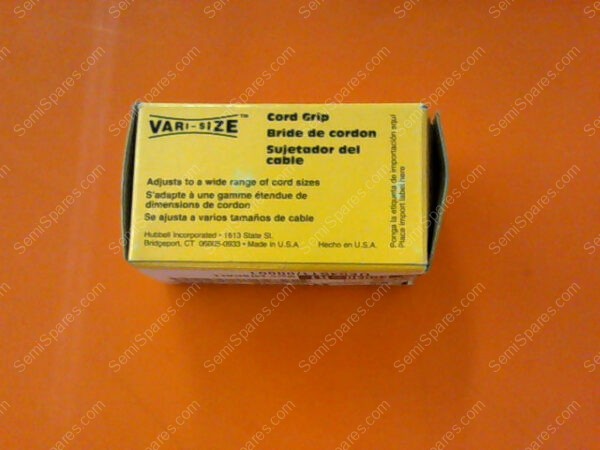 VARI-SIZE™
Cord Grip
Bride de cordon
Sujetador del
cable
Adjusts to a wide range of cord sizes
S'adapte à une gamme étendue de
dimensions de cordon
Se ajusta a varios tamaños de cable
Hubbell Incorporated • 1613 State St.
Bridgeport, CT 06605-0933 • Made in U.S.A Hecho en U.S.A.
Ponga la etiqueta de importación aquí
Place import label here
SemiSpares.com